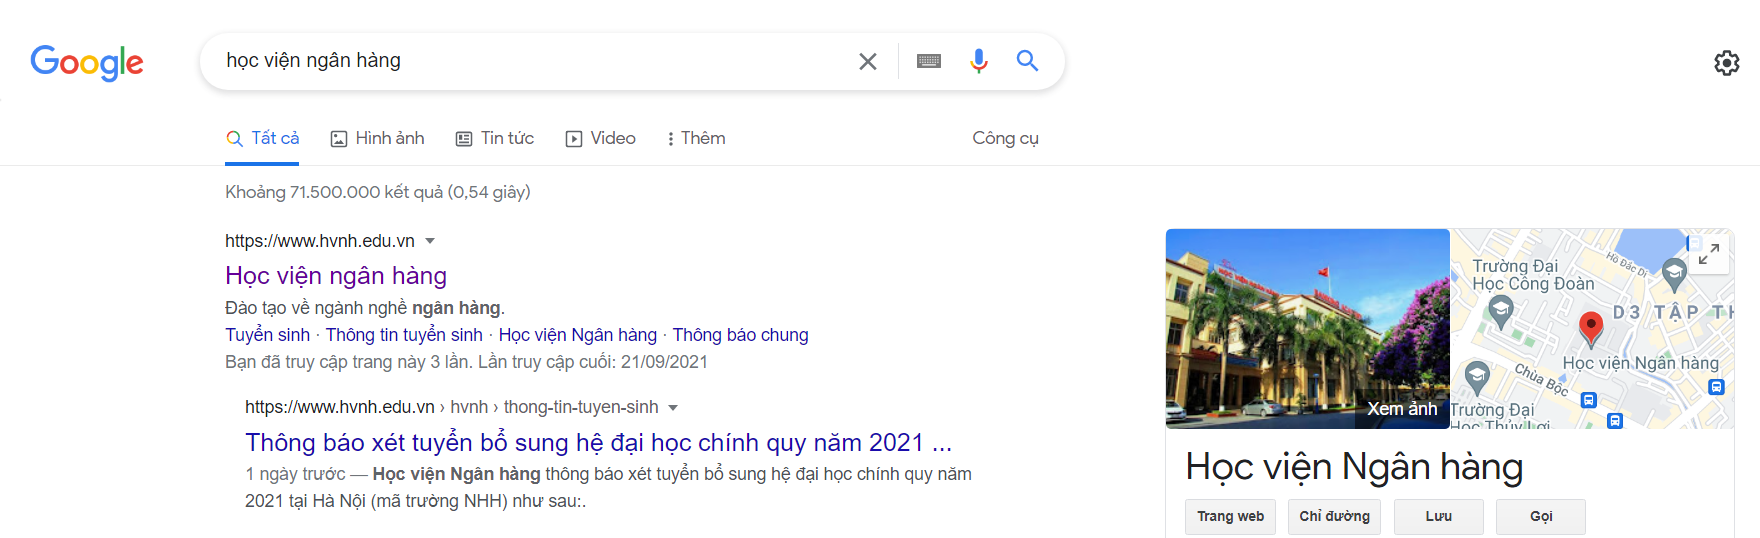 Google
học viện ngân hàng
Tất cả
Hình ảnh
Tin tức
Video
Thêm
Công cụ
Khoảng 71.500.000 kết quả (0,54 giây)
https://www.hvnh.edu.vn
Học viện ngân hàng
Đào tạo về ngành nghề ngân hàng.
Tuyển sinh · Thông tin tuyển sinh · Học viện Ngân hàng · Thông báo chung
Bạn đã truy cập trang này 3 lần. Lần truy cập cuối: 21/09/2021
https://www.hvnh.edu.vn › hvnh › thong-tin-tuyen-sinh
Thông báo xét tuyển bổ sung hệ đại học chính quy năm 2021 ...
1 ngày trước — Học viện Ngân hàng thông báo xét tuyển bổ sung hệ đại học chính quy năm
2021 tại Hà Nội (mã trường NHH) như sau:.
HỌC VIỆN NGÂN HÀNG
Xem ảnh
Hồ Đắc Di
Trường Đại
Học Công Đoàn
D3 TẬP TH
Học viện Ngân hàng
Chùa Bộc
Trường Đại
Học Thủy Lợi
Học viện Ngân hàng
Trang web
Chỉ đường
Lưu
Gọi